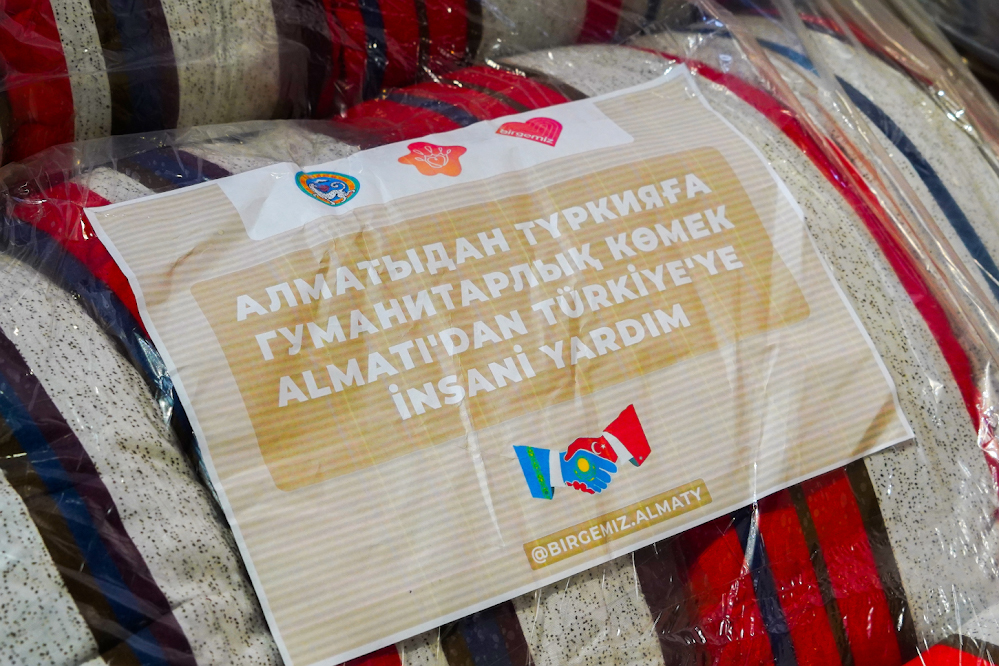 birgemiz
АЛМАТЫДАН ТҮРКИЯҒА
ГУМАНИТАРЛЫҚ КӨМЕК
ALMATI'DAN TÜRKİYE'YE
İNSANİ YARDIM
@BIRGEMIZ.ALMATY